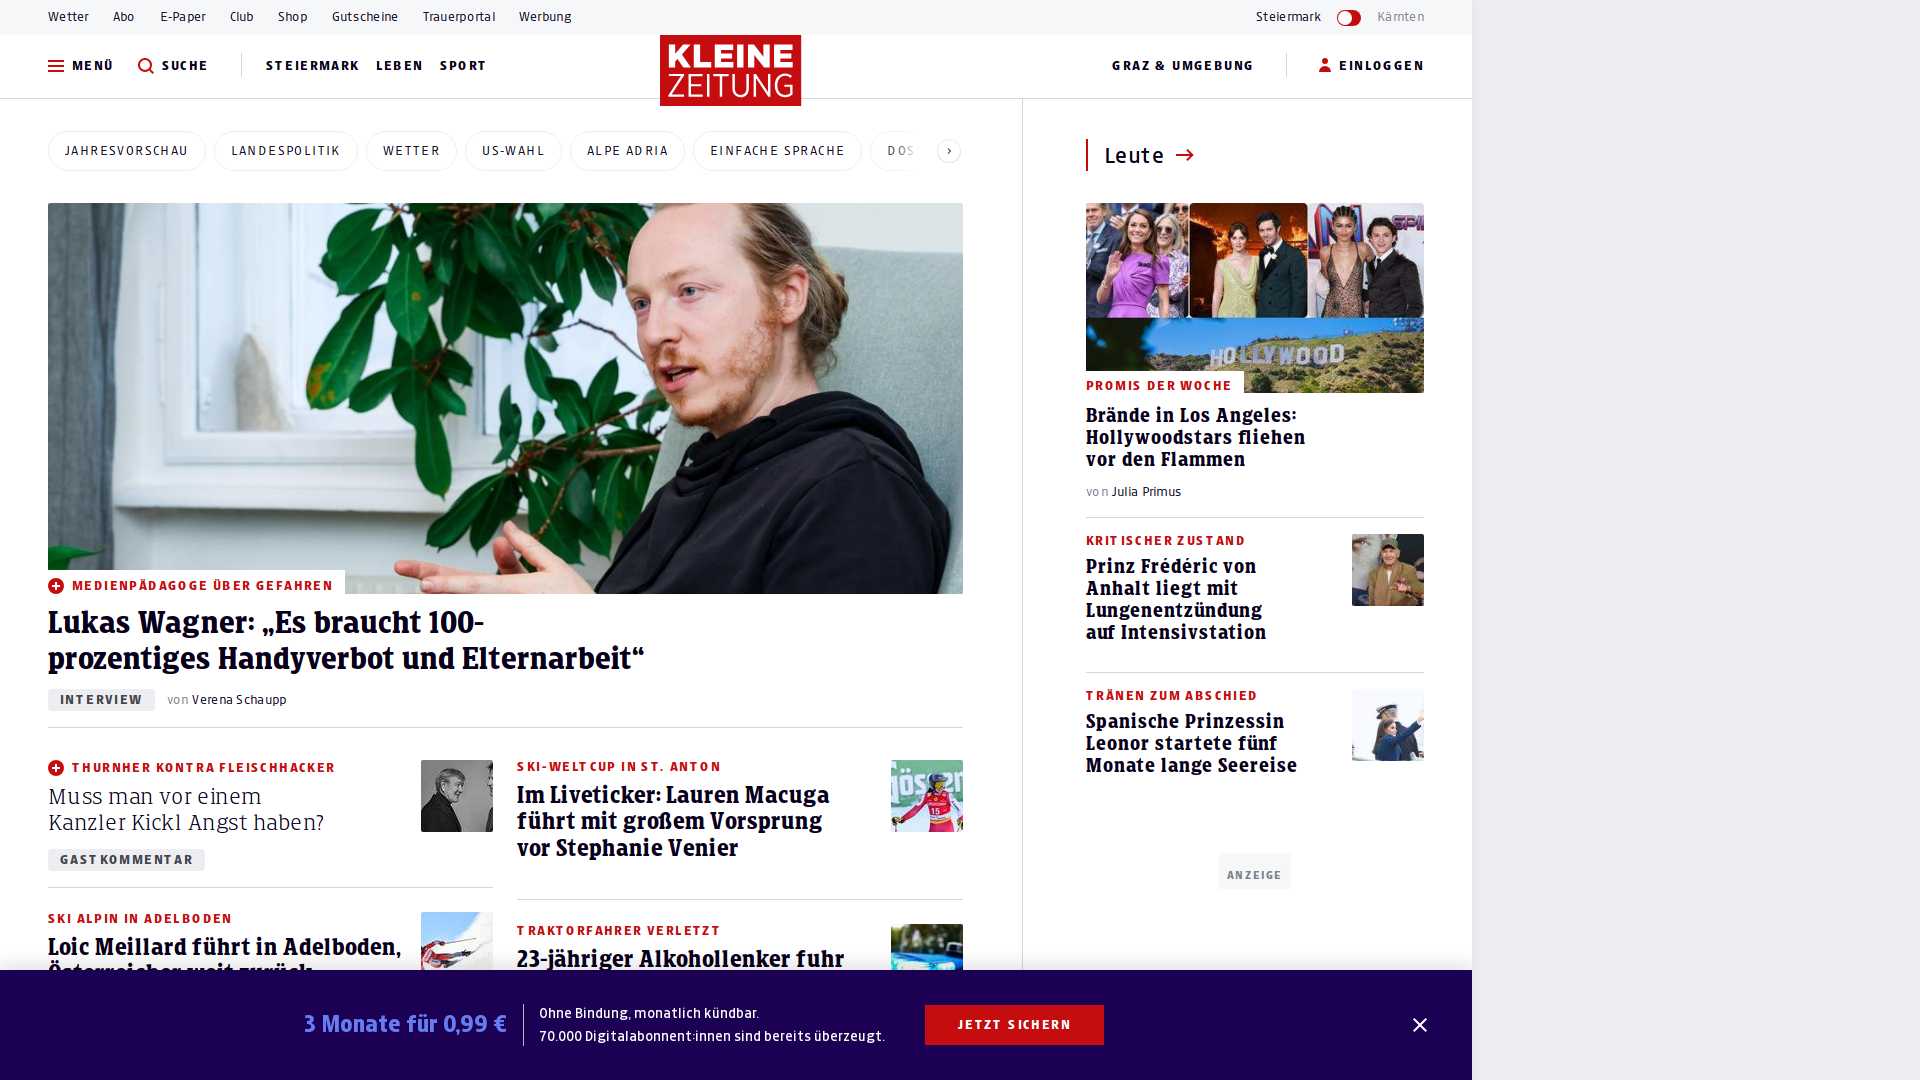 Wetter Abo E-Paper Club Shop Gutscheine Trauerportal Werbung Steiermark Kärnten
MENÜ SUCHE STEIERMARK LEBEN SPORT KLEINE ZEITUNG GRAZ & UMGEBUNG EINLOGGEN
JAHRESVORSCHAU LANDESPOLITIK WETTER US-WAHL ALPE ADRIA EINFACHE SPRACHE DOS
MEDIENPÄDAGOGE ÜBER GEFAHREN
Lukas Wagner: „Es braucht 100-
prozentiges Handyverbot und Elternarbeit“
INTERVIEW von Verena Schaupp
THURNHER KONTRA FLEISCHHACKER
Muss man vor einem
Kanzler Kickl Angst haben?
GASTKOMMENTAR
SKI ALPIN IN ADELBODEN
Loic Meillard führt in Adelboden,
Österreicher weit zurück
SKI-WELTCUP IN ST. ANTON
Im Liveticker: Lauren Macuga
führt mit großem Vorsprung
vor Stephanie Venier
gösser
15
TRAKTORFAHRER VERLETZT
23-jähriger Alkohollenker fuhr
Leute
HOLLYWOOD
PROMIS DER WOCHE
Brände in Los Angeles:
Hollywoodstars fliehen
vor den Flammen
von Julia Primus
KRITISCHER ZUSTAND
Prinz Frédéric von
Anhalt liegt mit
Lungenentzündung
auf Intensivstation
TRÄNEN ZUM ABSCHIED
Spanische Prinzessin
Leonor startete fünf
Monate lange Seereise
ANZEIGE
3 Monate für 0,99 €
Ohne Bindung, monatlich kündbar.
70.000 Digitalabonnent:innen sind bereits überzeugt.
JETZT SICHERN